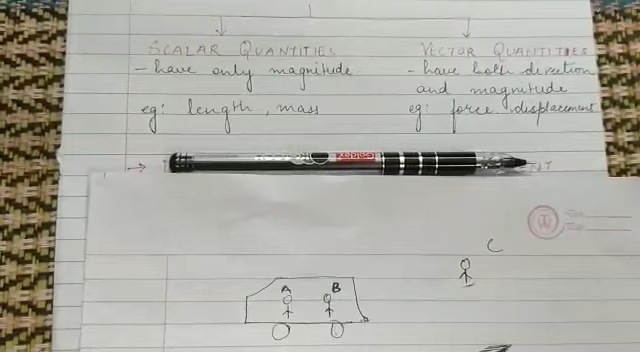 SCALAR QUANTITIES
- have only magnitude
eg: length, mass
VECTOR QUANTITIES
- have both direction
and magnitude
eg: force, displacement
A
B
C